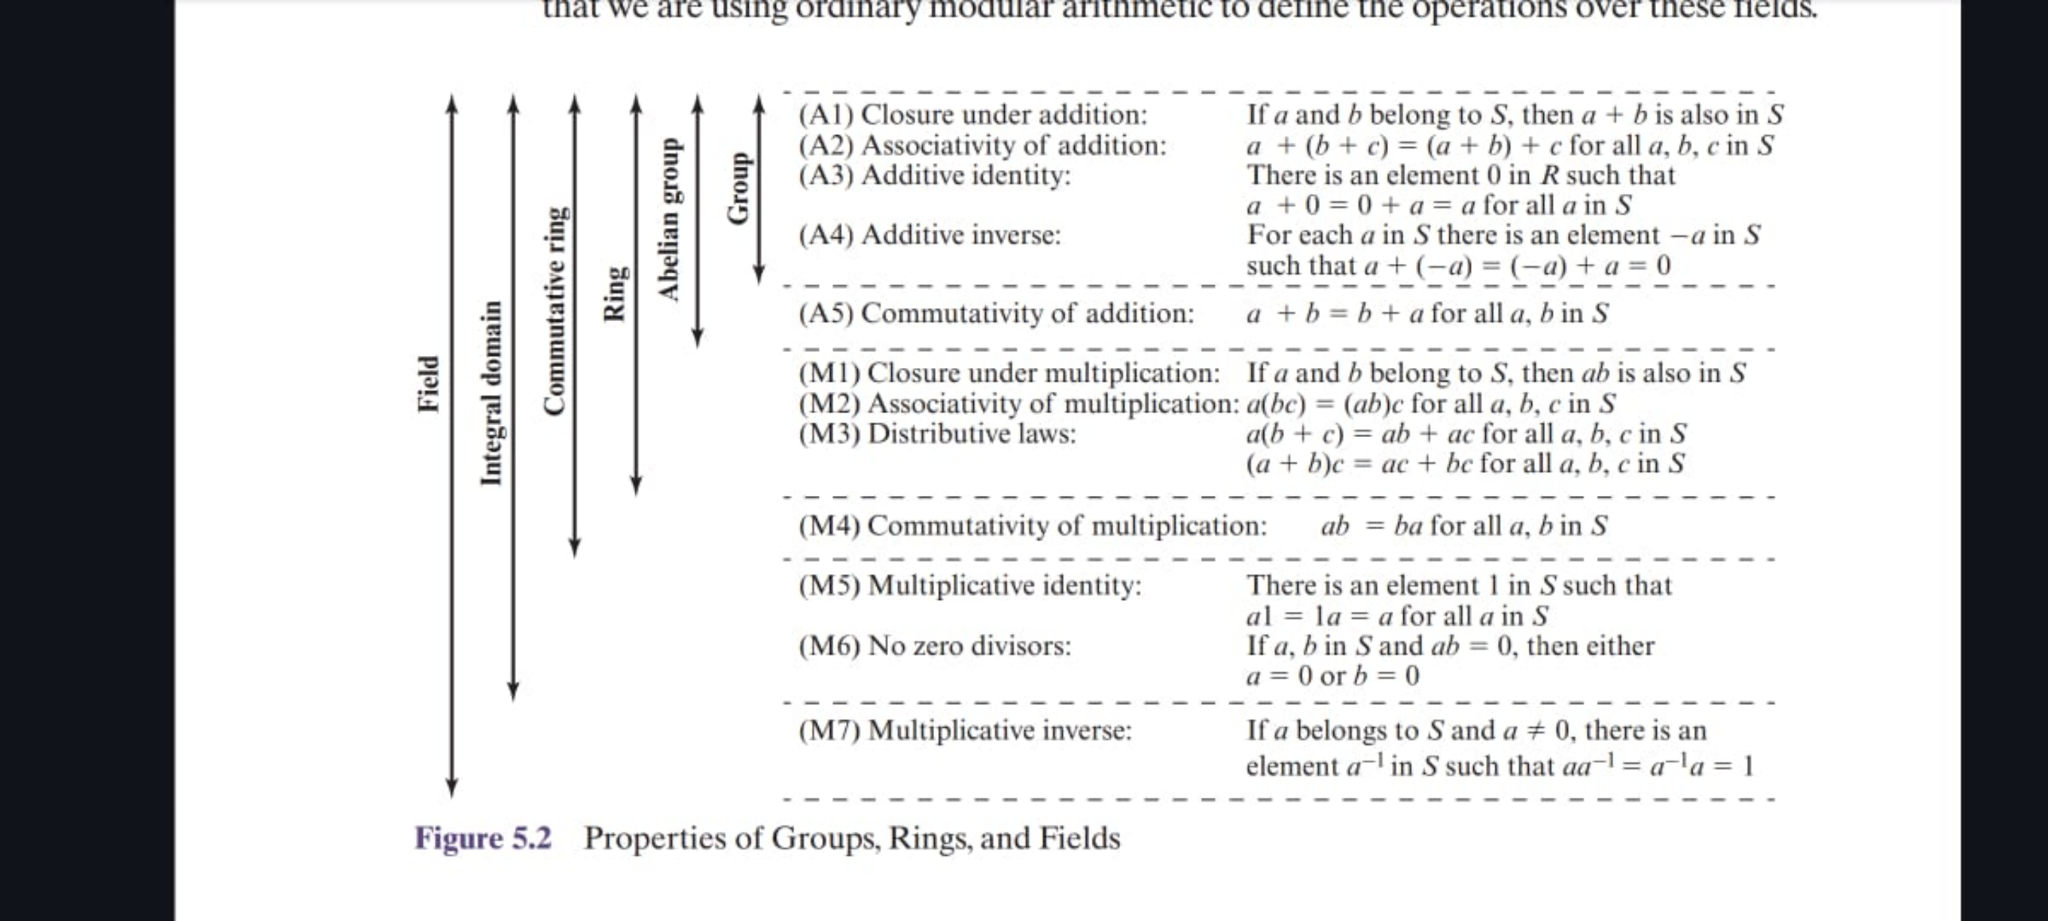 that we are using ordinary modular arithmetic to define the operations over these fields.
Field
Integral domain
Commutative ring
Ring
Abelian group
Group
(A1) Closure under addition: If a and b belong to S, then a + b is also in S
(A2) Associativity of addition: a + (b + c) = (a + b) + c for all a, b, c in S
(A3) Additive identity: There is an element 0 in R such that
a + 0 = 0 + a = a for all a in S
(A4) Additive inverse: For each a in S there is an element −a in S
such that a + (−a) = (−a) + a = 0
(A5) Commutativity of addition: a + b = b + a for all a, b in S
(M1) Closure under multiplication: If a and b belong to S, then ab is also in S
(M2) Associativity of multiplication: a(bc) = (ab)c for all a, b, c in S
(M3) Distributive laws: a(b + c) = ab + ac for all a, b, c in S
(a + b)c = ac + bc for all a, b, c in S
(M4) Commutativity of multiplication: ab = ba for all a, b in S
(M5) Multiplicative identity: There is an element 1 in S such that
a1 = 1a = a for all a in S
(M6) No zero divisors: If a, b in S and ab = 0, then either
a = 0 or b = 0
(M7) Multiplicative inverse: If a belongs to S and a ≠ 0, there is an
element a⁻¹ in S such that aa⁻¹ = a⁻¹a = 1
Figure 5.2 Properties of Groups, Rings, and Fields